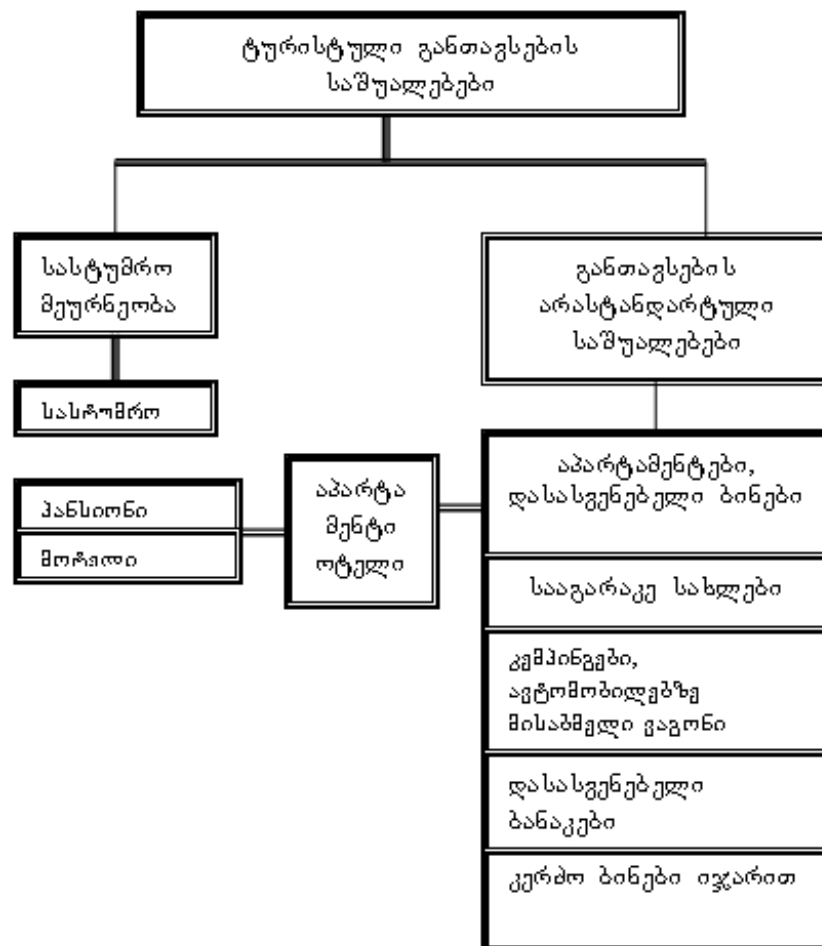 ტურისტული განთავსების
საშუალებები
სასტუმრო
მეურნეობა
სასტუმრო
პანსიონი
მოტელი
აპარტა
მენტი
ოტელი
განთავსების
არასტანდარტული
საშუალებები
აპარტამენტები,
დასასვენებელი ბინები
სააგარაკე სახლები
კემპინგები,
ავტომობილებზე
მისაბმელი ვაგონი
დასასვენებელი
ბანაკები
კერძო ბინები იჯარით